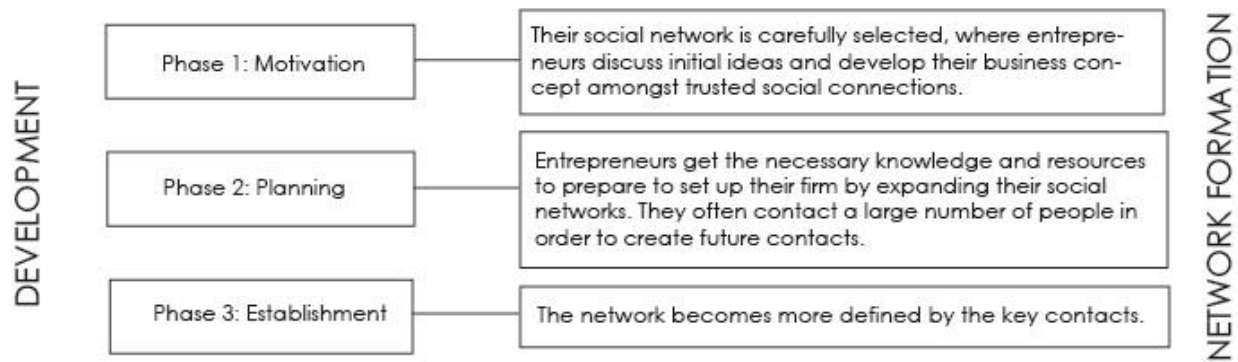 DEVELOPMENT
Phase 1: Motivation
Their social network is carefully selected, where entrepre-
neurs discuss initial ideas and develop their business con-
cept amongst trusted social connections.
Phase 2: Planning
Entrepreneurs get the necessary knowledge and resources
to prepare to set up their firm by expanding their social
networks. They often contact a large number of people in
order to create future contacts.
Phase 3: Establishment
The network becomes more defined by the key contacts.
NETWORK FORMATION